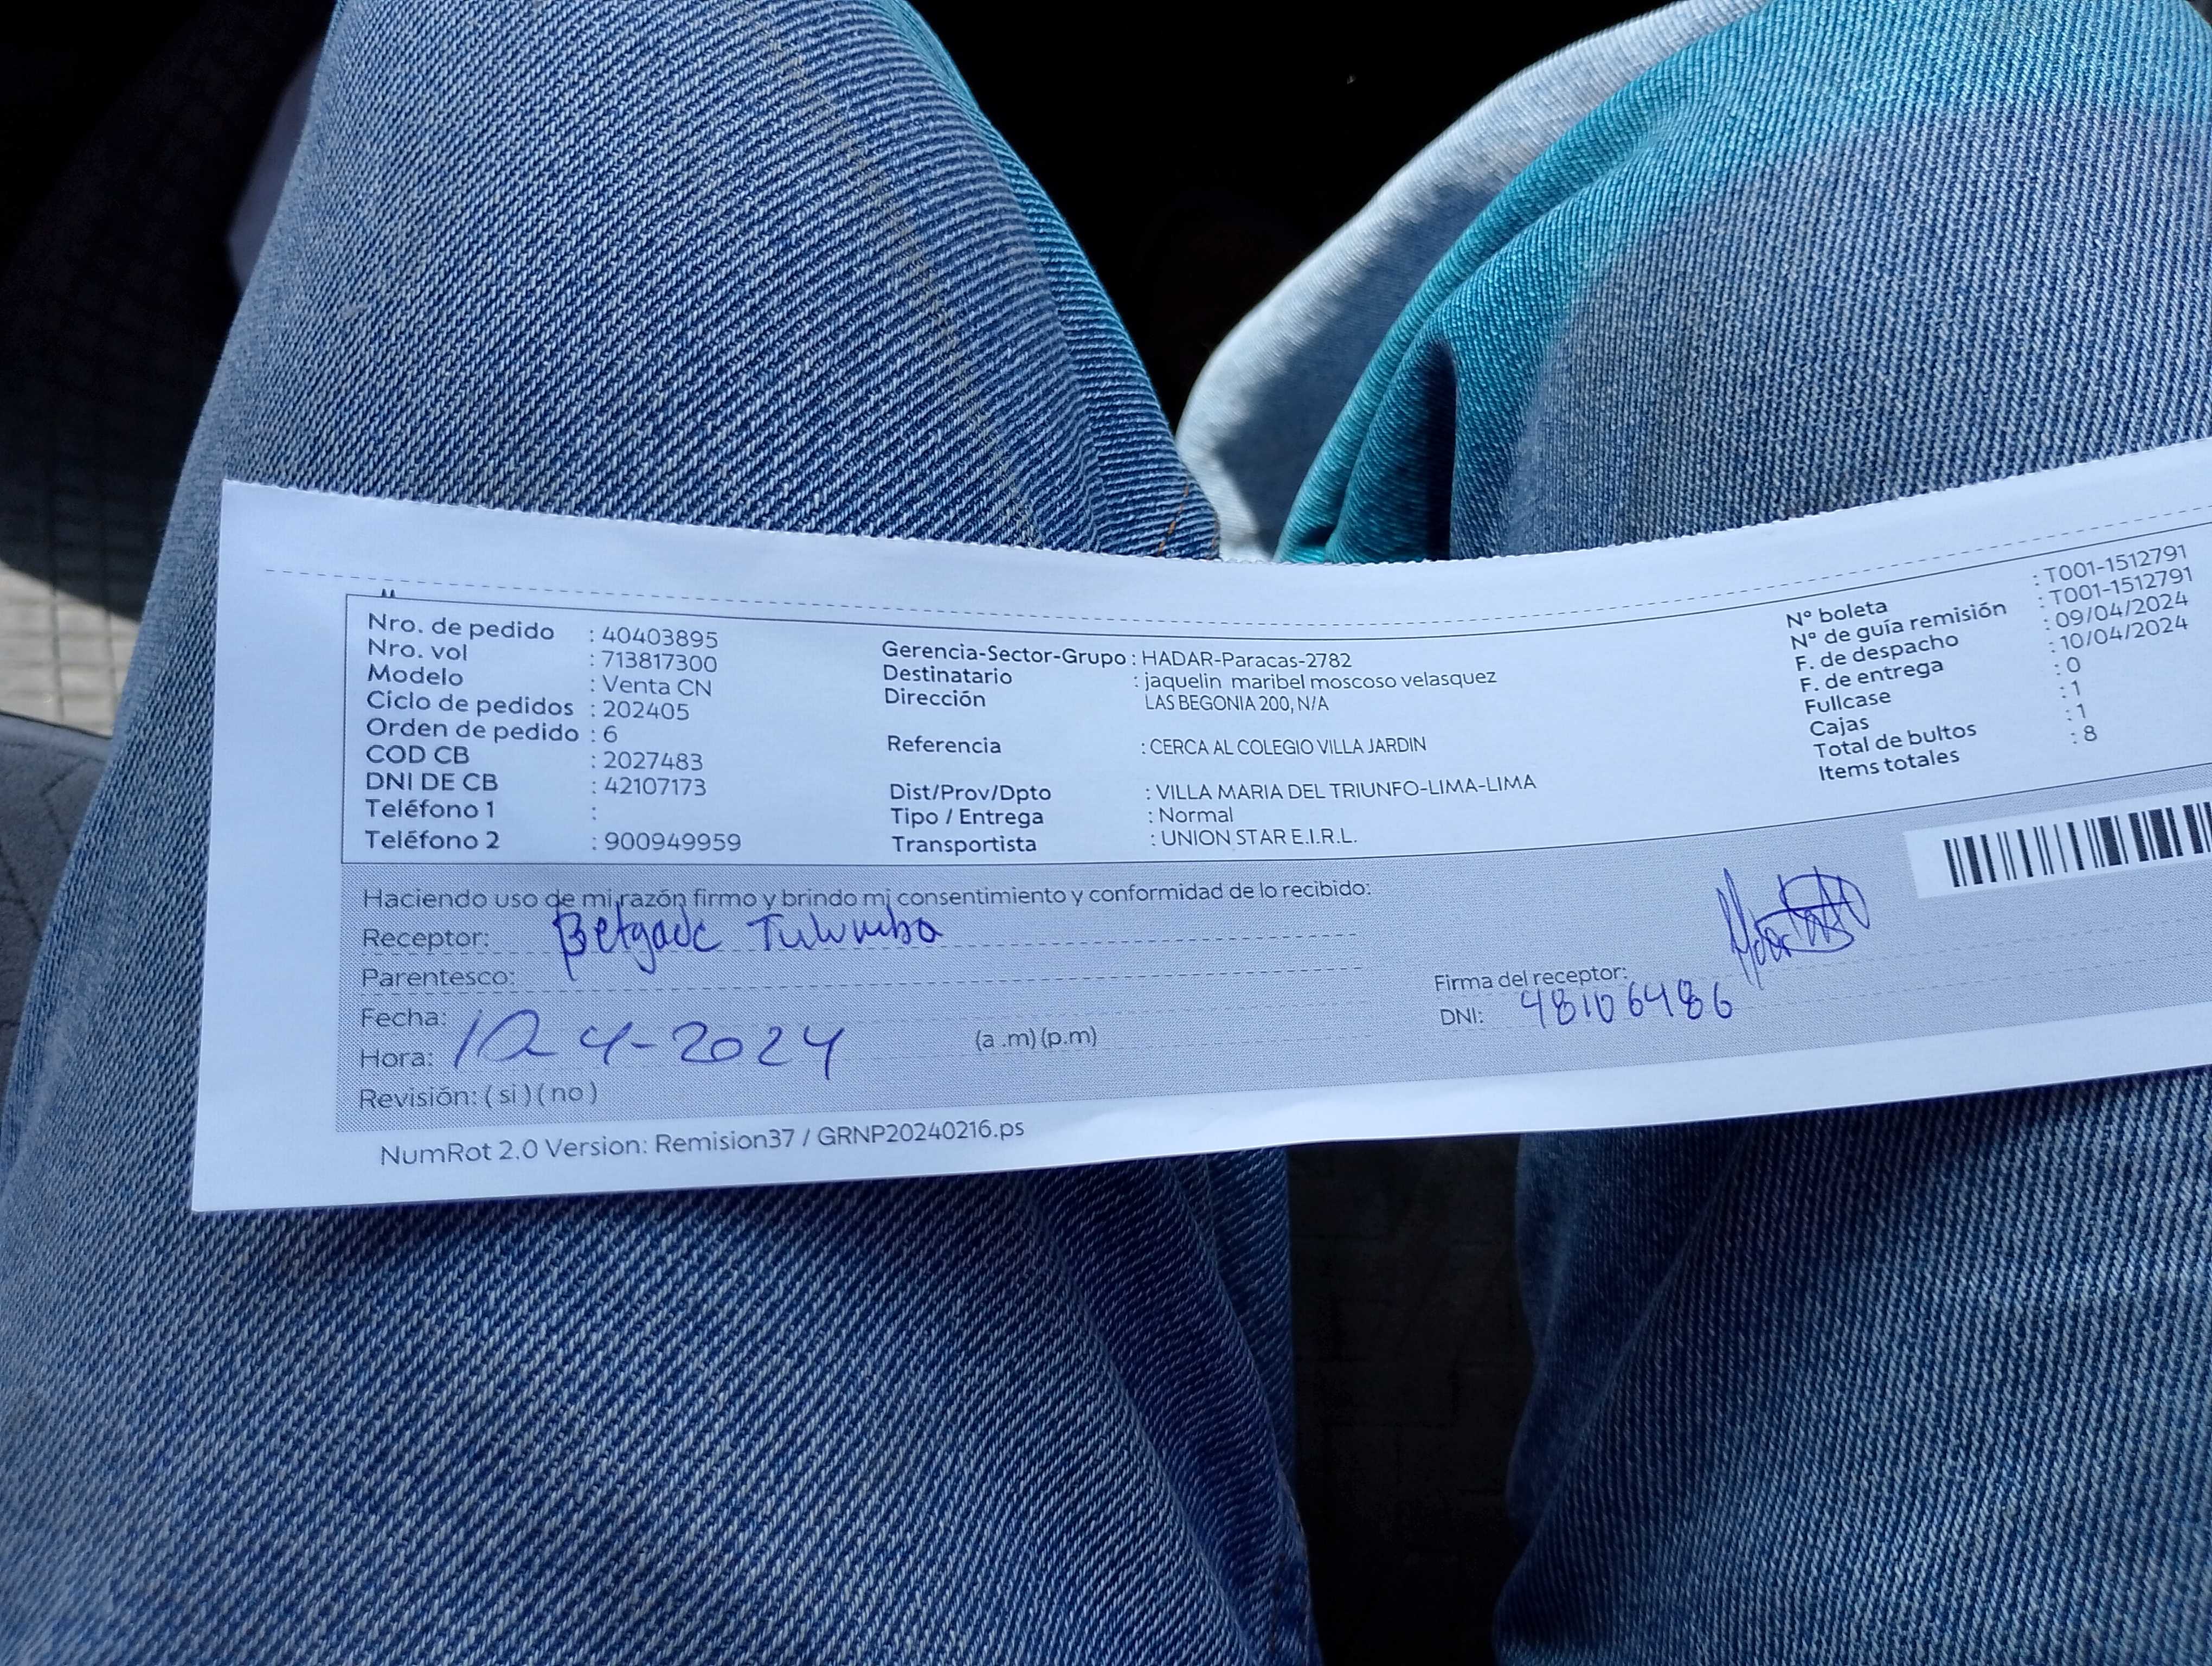 Nro. de pedido : 40403895
Nro. vol : 713817300
Modelo : Venta CN
Ciclo de pedidos : 202405
Orden de pedido : 6
COD CB : 2027483
DNI DE CB : 42107173
Teléfono 1 :
Teléfono 2 : 900949959
Gerencia-Sector-Grupo : HADAR-Paracas-2782
Destinatario : jaquelin maribel moscoso velasquez
Dirección LAS BEGONIA 200, N/A
Referencia : CERCA AL COLEGIO VILLA JARDIN
Dist/Prov/Dpto : VILLA MARIA DEL TRIUNFO-LIMA-LIMA
Tipo / Entrega : Normal
Transportista : UNION STAR E.I.R.L.
N° boleta : T001-1512791
N° de guía remisión : T001-1512791
F. de despacho : 09/04/2024
F. de entrega : 10/04/2024
Fullcase : 0
Cajas : 1
Total de bultos : 1
Items totales : 8
Haciendo uso de mi razón firmo y brindo mi consentimiento y conformidad de lo recibido:
Receptor: Tulumba
Parentesco:
Fecha:
Hora: 10 4-2024 (a .m) (p.m)
Revisión: ( si ) ( no )
Firma del receptor:
DNI: 48106486
NumRot 2.0 Version: Remision37 / GRNP20240216.ps